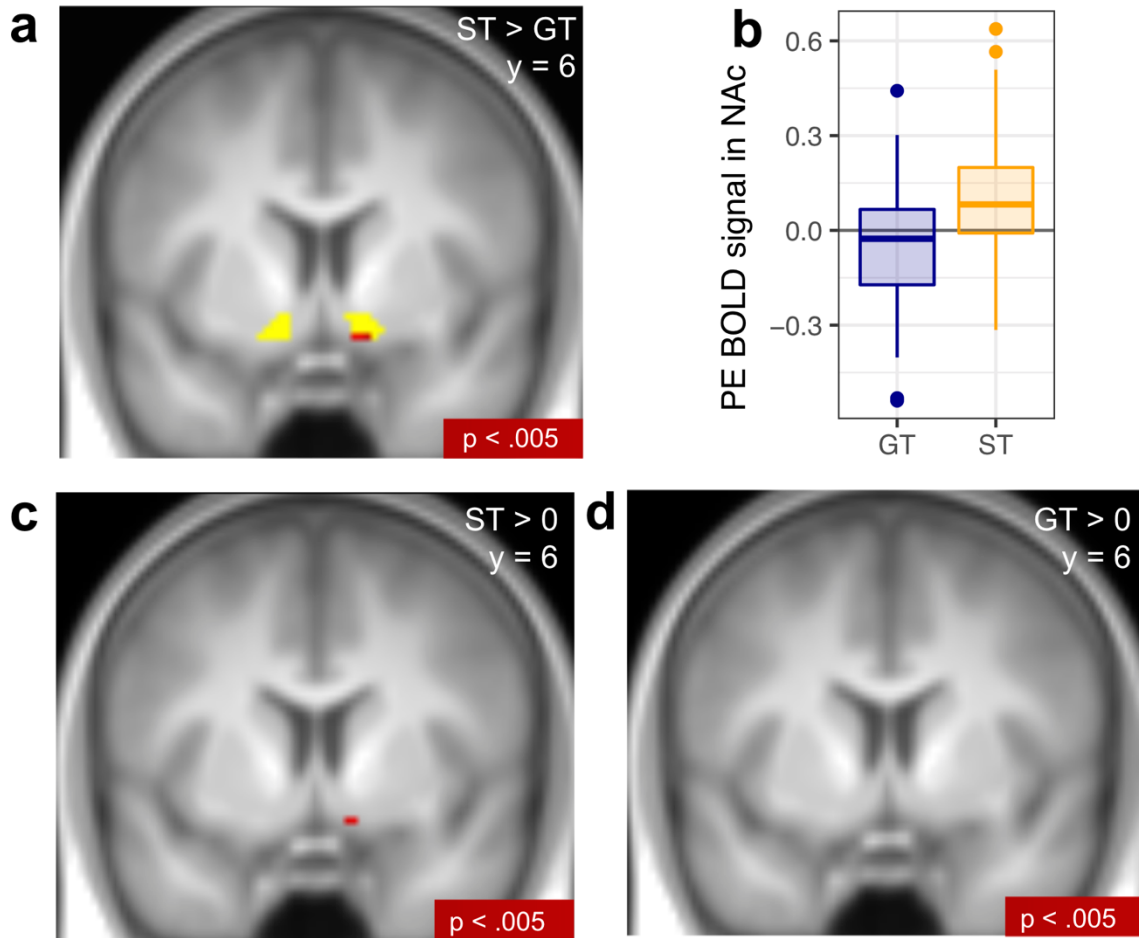 a
ST > GT
y = 6
p < .005
b
PE BOLD signal in NAc
0.6
0.3
0.0
−0.3
GT
ST
c
ST > 0
y = 6
p < .005
d
GT > 0
y = 6
p < .005